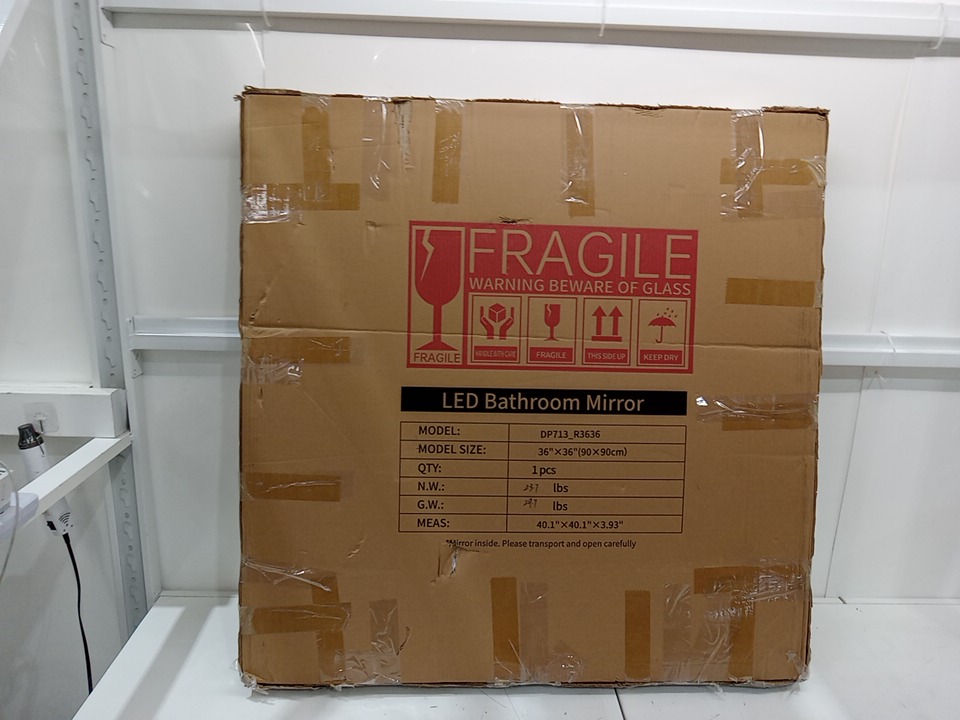 FRAGILE
WARNING BEWARE OF GLASS
FRAGILE
HANDLE WITH CARE
FRAGILE
THIS SIDE UP
KEEP DRY
LED Bathroom Mirror
MODEL: DP713_R3636
MODEL SIZE: 36"×36"(90×90cm)
QTY: 1 pcs
N.W.: lbs
G.W.: lbs
MEAS: 40.1"×40.1"×3.93"
*Mirror inside. Please transport and open carefully